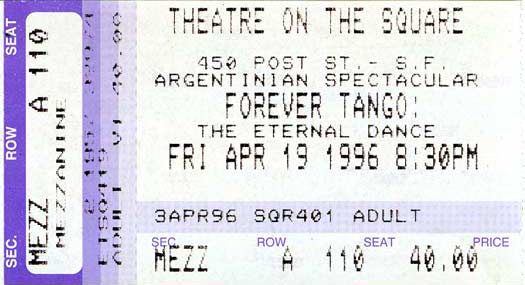 THEATRE ON THE SQUARE
450 POST ST.- S.F.
ARGENTINIAN SPECTACULAR
FOREVER TANGO:
THE ETERNAL DANCE
FRI APR 19 1996 8:30PM
3APR96 SQR401 ADULT
SEC. ROW SEAT PRICE
MEZZ A 110 40.00
SEC. ROW SEAT
MEZZ A 110
MEZZANINE
ADULT
40.00